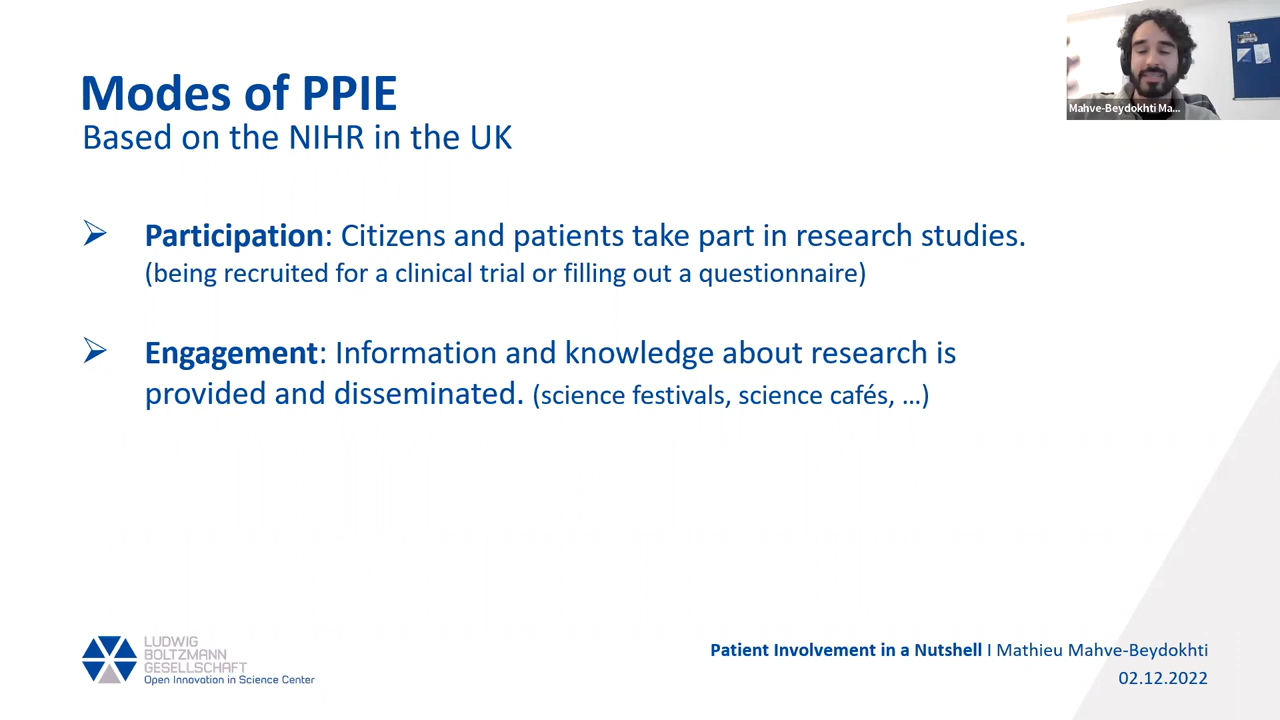 Modes of PPIE
Based on the NIHR in the UK
Mahve-Beydokhti Ma...
Participation: Citizens and patients take part in research studies.
(being recruited for a clinical trial or filling out a questionnaire)
Engagement: Information and knowledge about research is
provided and disseminated. (science festivals, science cafés, ...)
LUDWIG
BOLTZMANN
GESELLSCHAFT
Open Innovation in Science Center
Patient Involvement in a Nutshell I Mathieu Mahve-Beydokhti
02.12.2022